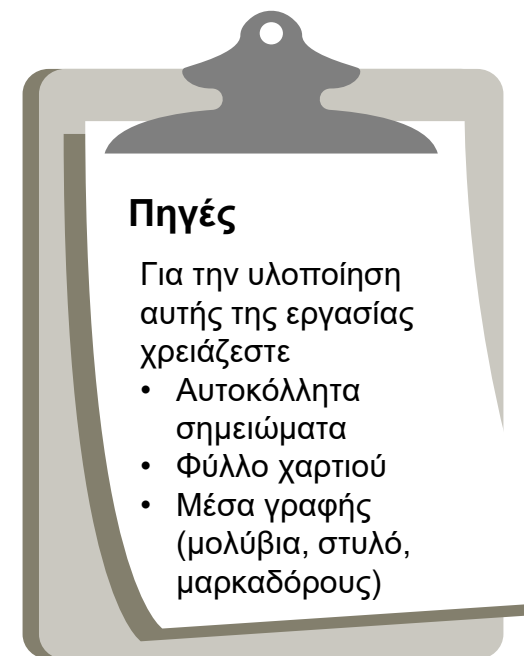 Πηγές
Για την υλοποίηση
αυτής της εργασίας
χρειάζεστε
• Αυτοκόλλητα
σημειώματα
• Φύλλο χαρτιού
• Μέσα γραφής
(μολύβια, στυλό,
μαρκαδόρους)